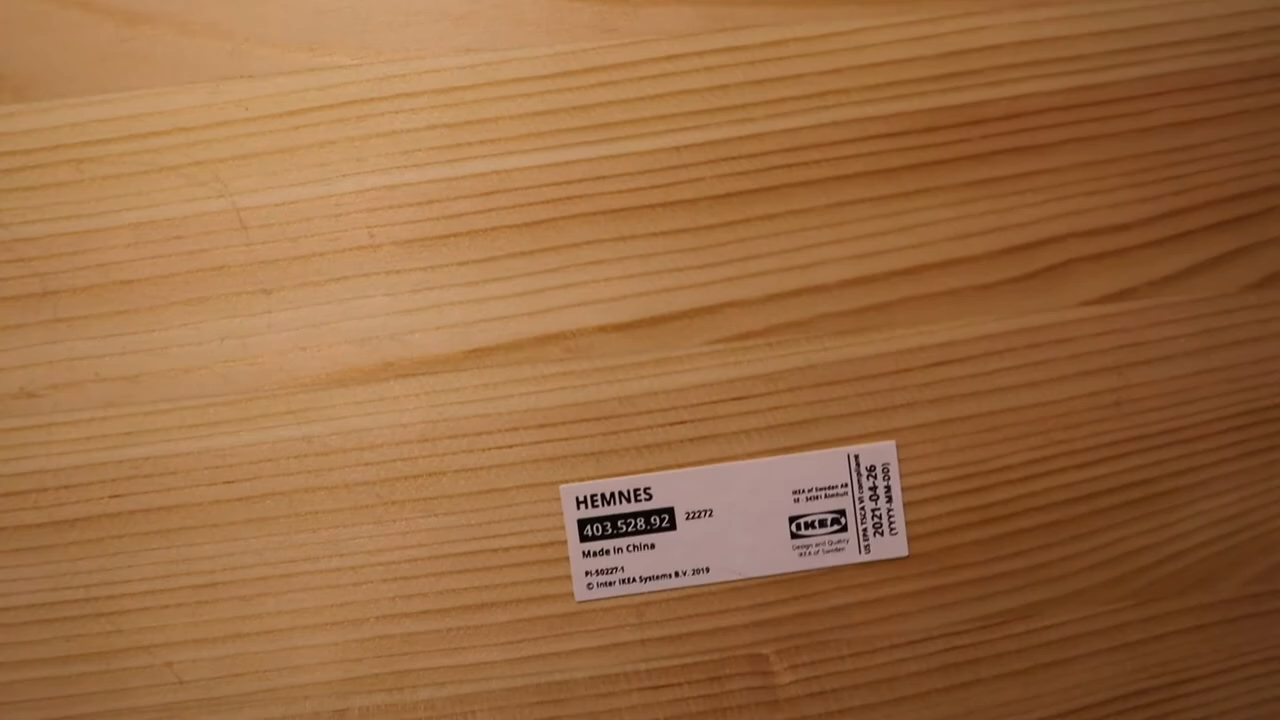 HEMNES
403.528.92 22272
Made in China
PI-50227-1
© Inter IKEA Systems B.V. 2019
IKEA of Sweden AB
SE - 34381 Älmhult
IKEA
Design and Quality
IKEA of Sweden
US EPA TSCA VI compliant
2021-04-26
(YYYY-MM-DD)